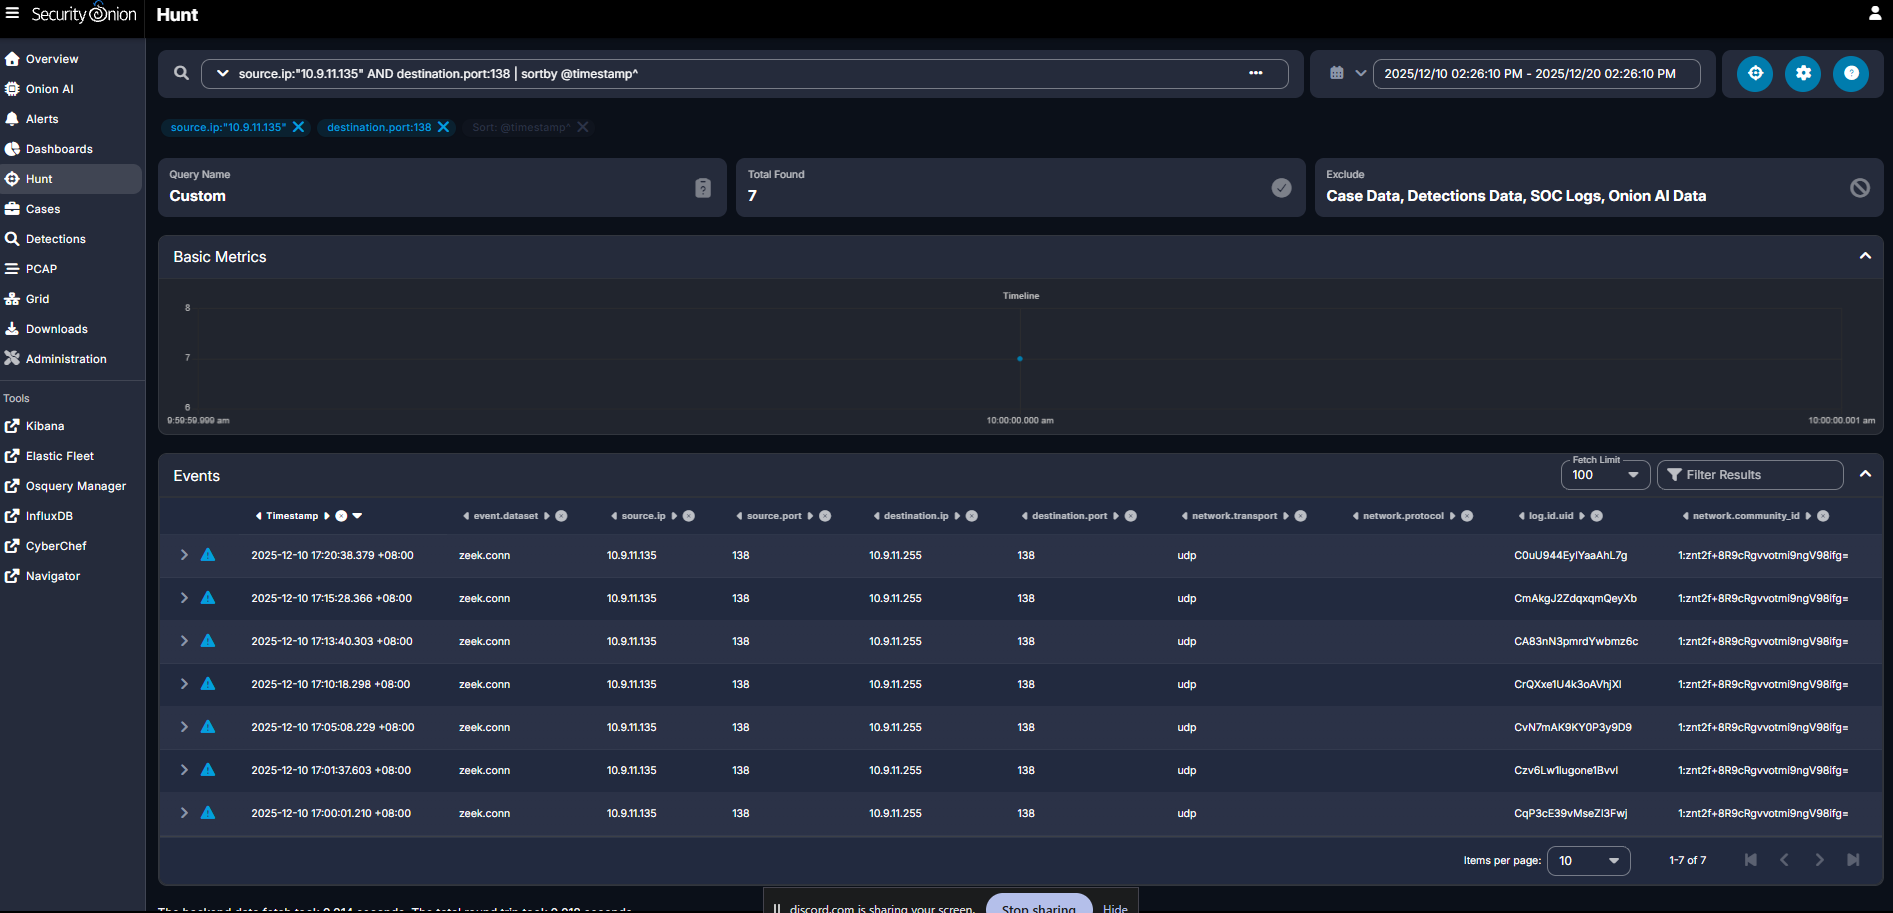 Security Onion
Hunt
Overview
Onion AI
Alerts
Dashboards
Hunt
Cases
Detections
PCAP
Grid
Downloads
Administration
Tools
Kibana
Elastic Fleet
Osquery Manager
InfluxDB
CyberChef
Navigator
source.ip:"10.9.11.135" AND destination.port:138 | sortby @timestamp^
2025/12/10 02:26:10 PM - 2025/12/20 02:26:10 PM
source.ip:"10.9.11.135" destination.port:138 Sort: @timestamp^
Query Name
Custom
Total Found
7
Exclude
Case Data, Detections Data, SOC Logs, Onion AI Data
Basic Metrics
Timeline
8
7
6
9:59:59.999 am 10:00:00.000 am 10:00:00.001 am
Events
Fetch Limit
100
Filter Results
Timestamp event.dataset source.ip source.port destination.ip destination.port network.transport network.protocol log.id.uid network.community_id
2025-12-10 17:20:38.379 +08:00 zeek.conn 10.9.11.135 138 10.9.11.255 138 udp C0uU944EylYaaAhL7g 1:znt2f+8R9cRgvvotmi9ngV98ifg=
2025-12-10 17:15:28.366 +08:00 zeek.conn 10.9.11.135 138 10.9.11.255 138 udp CmAkgJ2ZdqxqmQeyXb 1:znt2f+8R9cRgvvotmi9ngV98ifg=
2025-12-10 17:13:40.303 +08:00 zeek.conn 10.9.11.135 138 10.9.11.255 138 udp CA83nN3pmrdYwbmz6c 1:znt2f+8R9cRgvvotmi9ngV98ifg=
2025-12-10 17:10:18.298 +08:00 zeek.conn 10.9.11.135 138 10.9.11.255 138 udp CrQXxe1U4k3oAVhjXl 1:znt2f+8R9cRgvvotmi9ngV98ifg=
2025-12-10 17:05:08.229 +08:00 zeek.conn 10.9.11.135 138 10.9.11.255 138 udp CvN7mAK9KY0P3y9D9 1:znt2f+8R9cRgvvotmi9ngV98ifg=
2025-12-10 17:01:37.603 +08:00 zeek.conn 10.9.11.135 138 10.9.11.255 138 udp Czv6Lw1lugone1Bvvl 1:znt2f+8R9cRgvvotmi9ngV98ifg=
2025-12-10 17:00:01.210 +08:00 zeek.conn 10.9.11.135 138 10.9.11.255 138 udp CqP3cE39vMseZI3Fwj 1:znt2f+8R9cRgvvotmi9ngV98ifg=
Items per page: 10 1-7 of 7
discord.com is sharing your screen. Stop sharing Hide